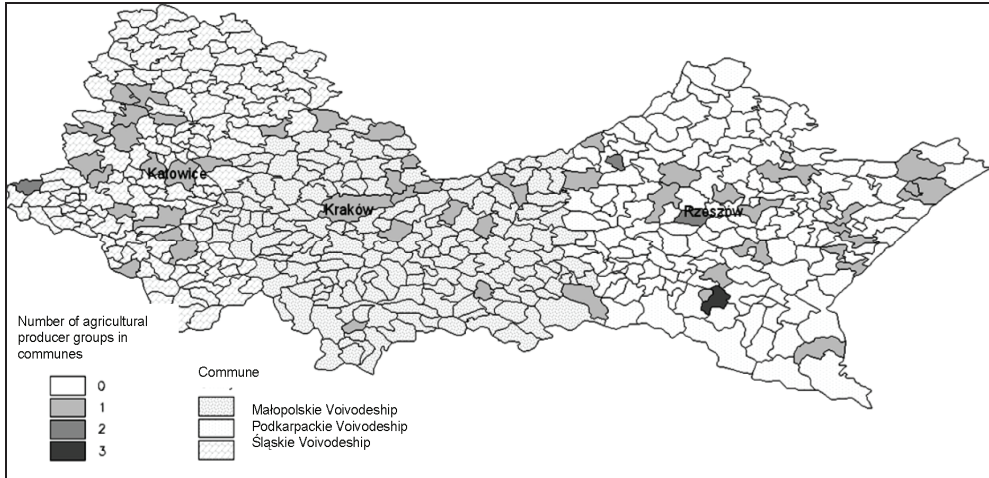 Katowice
Kraków
Rzeszów
Number of agricultural
producer groups in
communes
0
1
2
3
Commune
Małopolskie Voivodeship
Podkarpackie Voivodeship
Śląskie Voivodeship